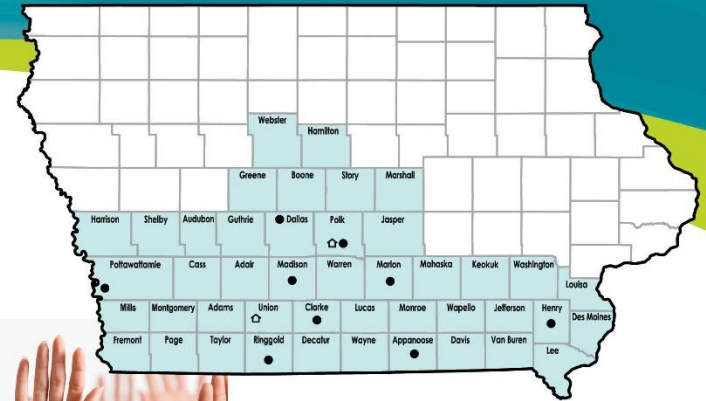 Webster
Hamilton
Greene Boone Story Marshall
Harrison Shelby Audubon Guthrie Dallas Polk Jasper
Pottawattamie Cass Adair Madison Warren Marion Mahaska Keokuk Washington
Louisa
Mills Montgomery Adams Union Clarke Lucas Monroe Wapello Jefferson Henry
Des Moines
Fremont Page Taylor Ringgold Decatur Wayne Appanoose Davis Van Buren
Lee